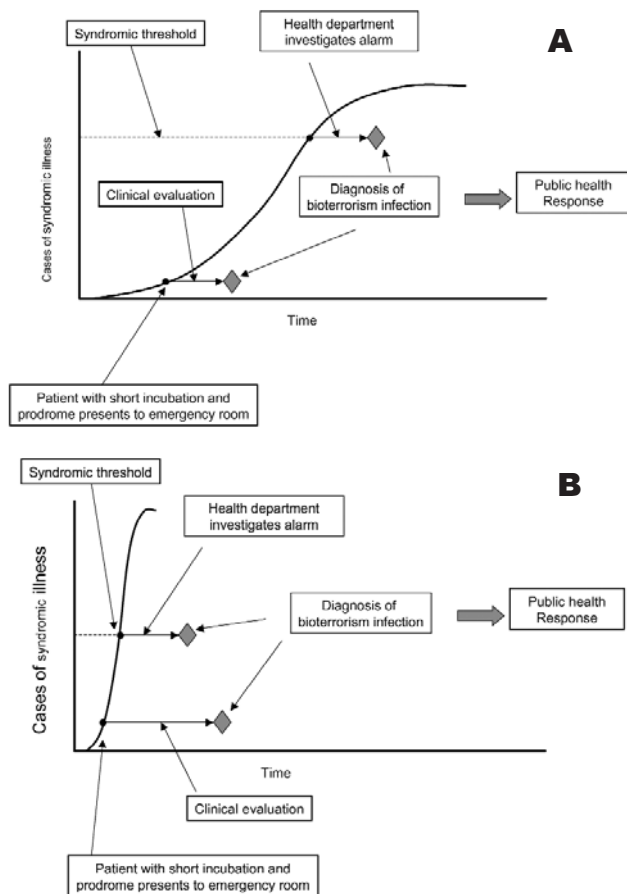 Health department
investigates alarm
A
Syndromic threshold
Clinical evaluation
Diagnosis of
bioterrorism infection
Public health
Response
Cases of syndromic illness
Time
Patient with short incubation and
prodrome presents to emergency room
B
Syndromic threshold
Health department
investigates alarm
Diagnosis of
bioterrorism infection
Public health
Response
Cases of syndromic illness
Time
Clinical evaluation
Patient with short incubation and
prodrome presents to emergency room